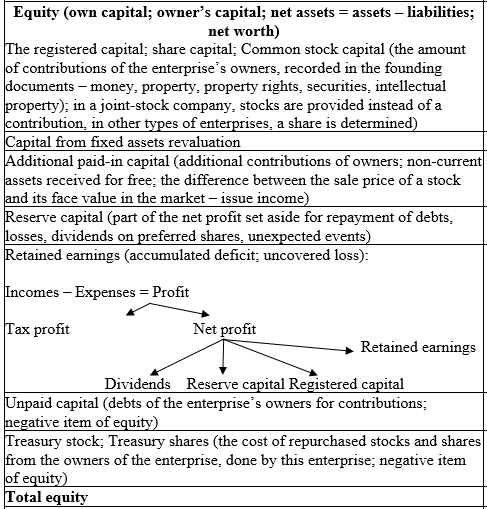 Equity (own capital; owner’s capital; net assets = assets – liabilities;
net worth)
The registered capital; share capital; Common stock capital (the amount
of contributions of the enterprise’s owners, recorded in the founding
documents – money, property, property rights, securities, intellectual
property); in a joint-stock company, stocks are provided instead of a
contribution, in other types of enterprises, a share is determined)
Capital from fixed assets revaluation
Additional paid-in capital (additional contributions of owners; non-current
assets received for free; the difference between the sale price of a stock
and its face value in the market – issue income)
Reserve capital (part of the net profit set aside for repayment of debts,
losses, dividends on preferred shares, unexpected events)
Retained earnings (accumulated deficit; uncovered loss):
Incomes – Expenses = Profit
Tax profit Net profit
Retained earnings
Dividends Reserve capital Registered capital
Unpaid capital (debts of the enterprise’s owners for contributions;
negative item of equity)
Treasury stock; Treasury shares (the cost of repurchased stocks and shares
from the owners of the enterprise, done by this enterprise; negative item
of equity)
Total equity